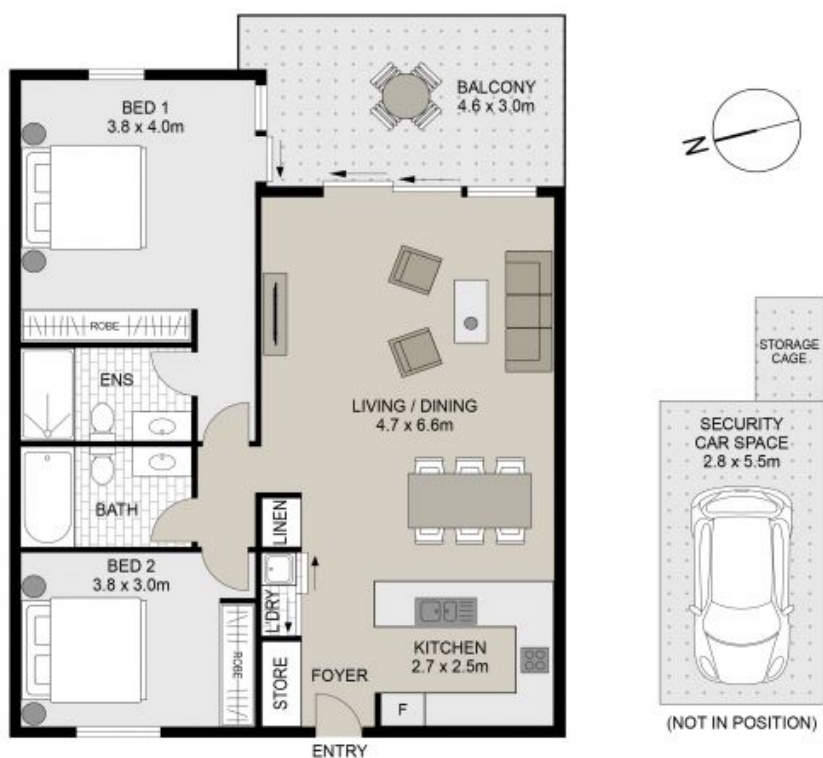 BALCONY
4.6 x 3.0m
BED 1
3.8 x 4.0m
N
ROBE
ENS
STORAGE
CAGE
LIVING / DINING
4.7 x 6.6m
SECURITY
CAR SPACE
2.8 x 5.5m
BATH
LINEN
BED 2
3.8 x 3.0m
L'DRY
ROBE
KITCHEN
2.7 x 2.5m
STORE
FOYER
F
(NOT IN POSITION)
ENTRY